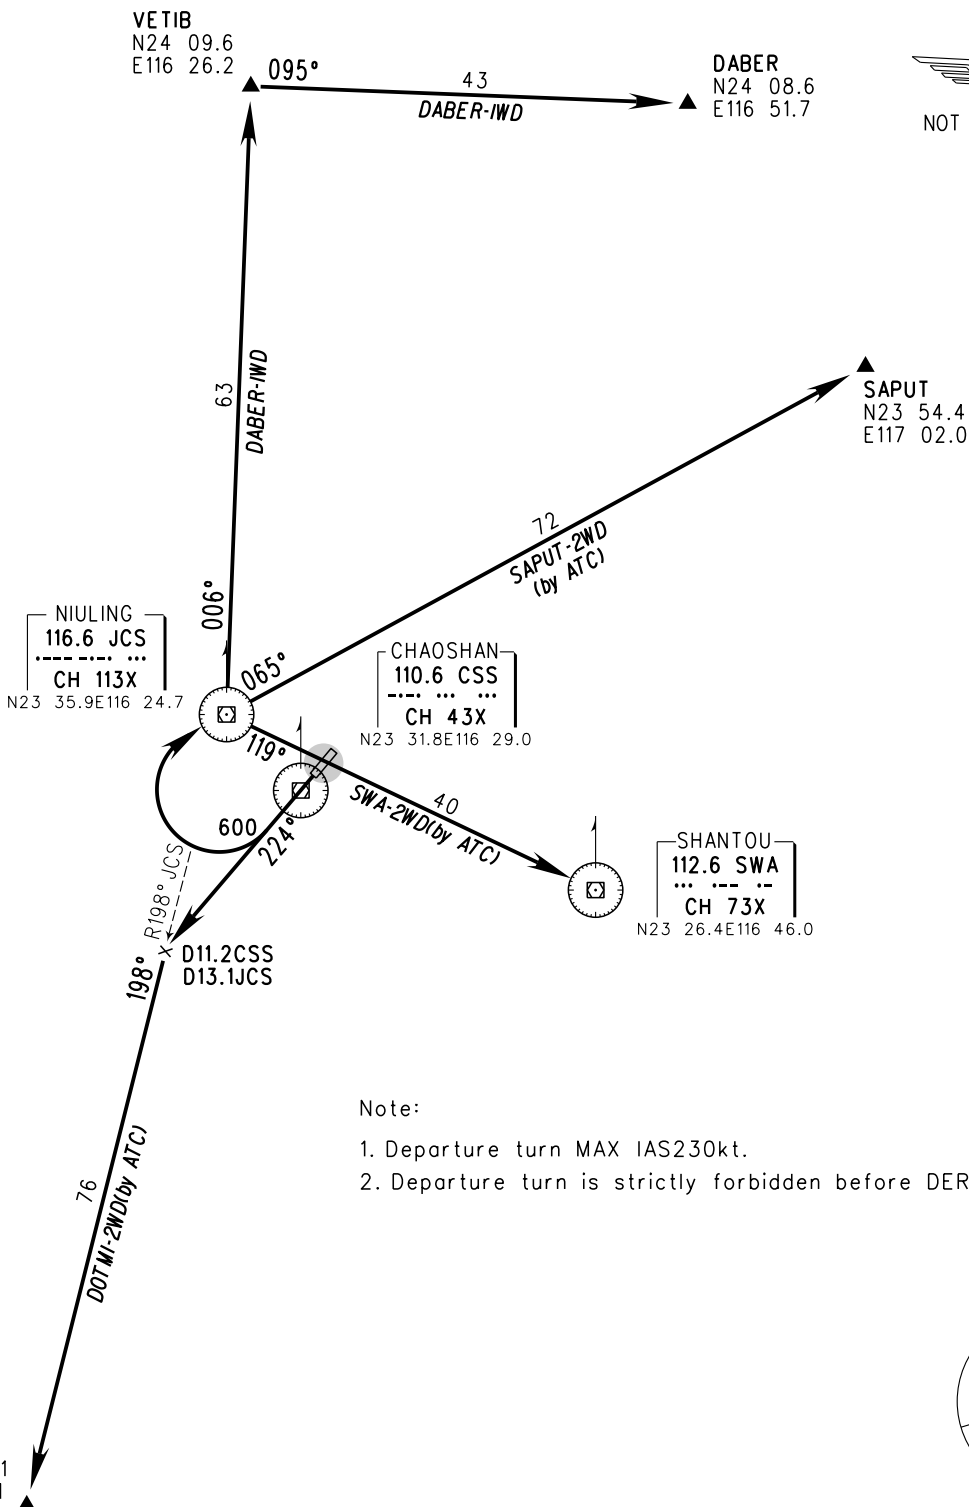 VETIB
N24 09.6
E116 26.2
095°
43
DABER-1WD
DABER
N24 08.6
E116 51.7
NOT
63
DABER-1WD
SAPUT
N23 54.4
E117 02.0
72
SAPUT-2WD
(by ATC)
006°
NIULING
116.6 JCS
·--- -·-· ···
CH 113X
N23 35.9E116 24.7
065°
CHAOSHAN
110.6 CSS
-·-· ··· ···
CH 43X
N23 31.8E116 29.0
119°
40
SWA-2WD(by ATC)
600
224°
SHANTOU
112.6 SWA
··· ·-- ·-
CH 73X
N23 26.4E116 46.0
R198° JCS
D11.2CSS
D13.1JCS
198°
76
DOTMI-2WD(by ATC)
Note:
1. Departure turn MAX IAS230kt.
2. Departure turn is strictly forbidden before DER
1